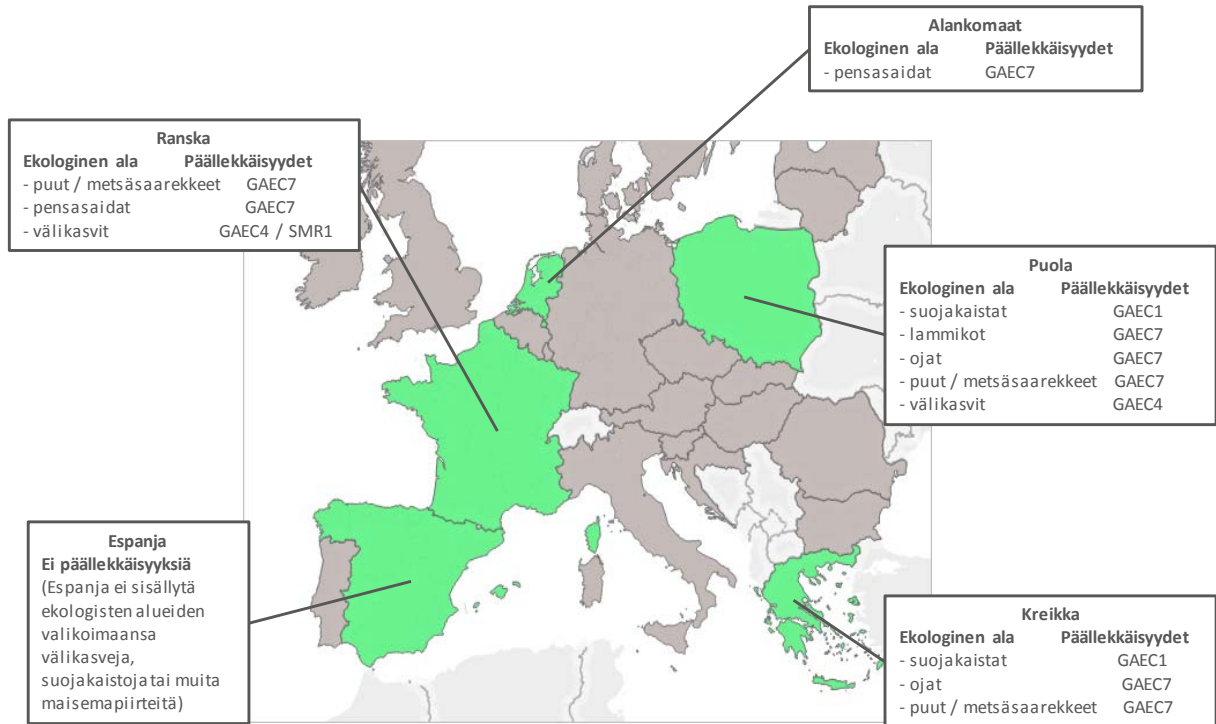 Alankomaat
Ekologinen ala Päällekkäisyydet
- pensasaidat GAEC7
Ranska
Ekologinen ala Päällekkäisyydet
- puut / metsäsaarekkeet GAEC7
- pensasaidat GAEC7
- välikasvit GAEC4 / SMR1
Puola
Ekologinen ala Päällekkäisyydet
- suojakaistat GAEC1
- lammikot GAEC7
- ojat GAEC7
- puut / metsäsaarekkeet GAEC7
- välikasvit GAEC4
Espanja
Ei päällekkäisyyksiä
(Espanja ei sisällytä
ekologisten alueiden
valikoimaansa
välikasveja,
suojakaistoja tai muita
maisemapiirteitä)
Kreikka
Ekologinen ala Päällekkäisyydet
- suojakaistat GAEC1
- ojat GAEC7
- puut / metsäsaarekkeet GAEC7